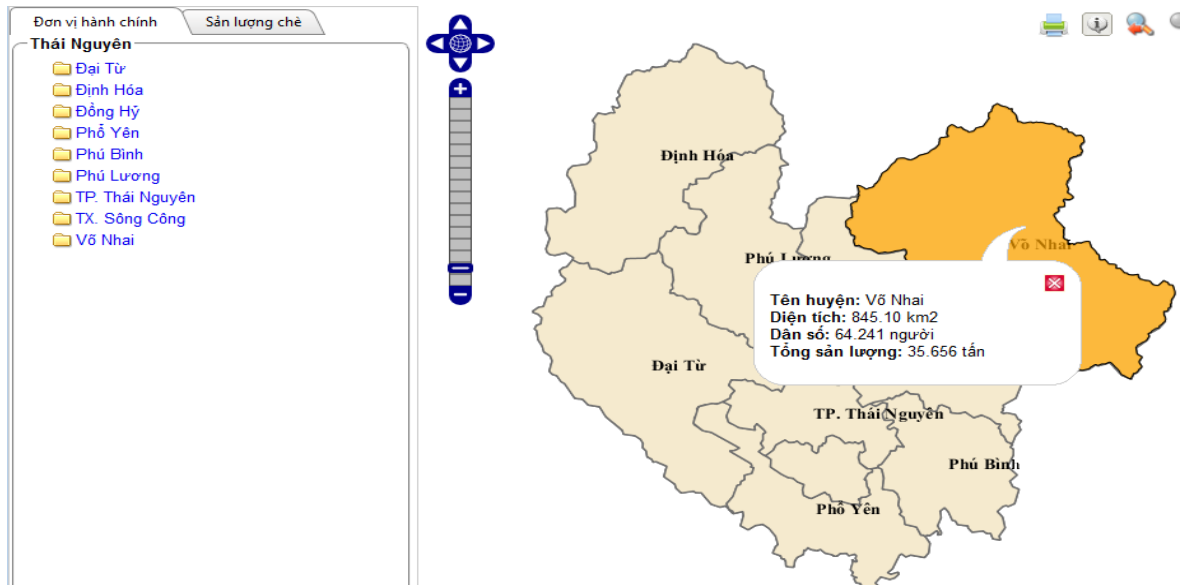 Đơn vị hành chính
Sản lượng chè
Thái Nguyên
Đại Từ
Định Hóa
Đồng Hỷ
Phổ Yên
Phú Bình
Phú Lương
TP. Thái Nguyên
TX. Sông Công
Võ Nhai
Định Hóa
Võ Nhai
Phú Lương
Tên huyện: Võ Nhai
Diện tích: 845.10 km2
Dân số: 64.241 người
Tổng sản lượng: 35.656 tấn
Đại Từ
TP. Thái Nguyên
Phú Bình
Phổ Yên